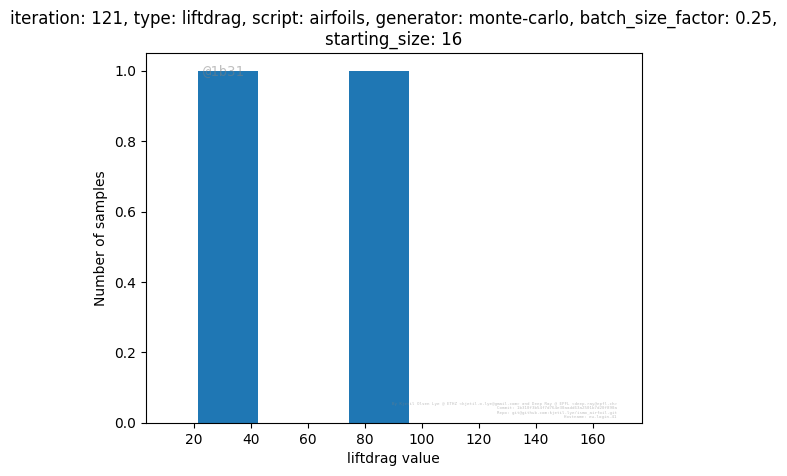 iteration: 121, type: liftdrag, script: airfoils, generator: monte-carlo, batch_size_factor: 0.25,
starting_size: 16
@1b31
Number of samples
1.0
0.8
0.6
0.4
0.2
0.0
20 40 60 80 100 120 140 160
liftdrag value